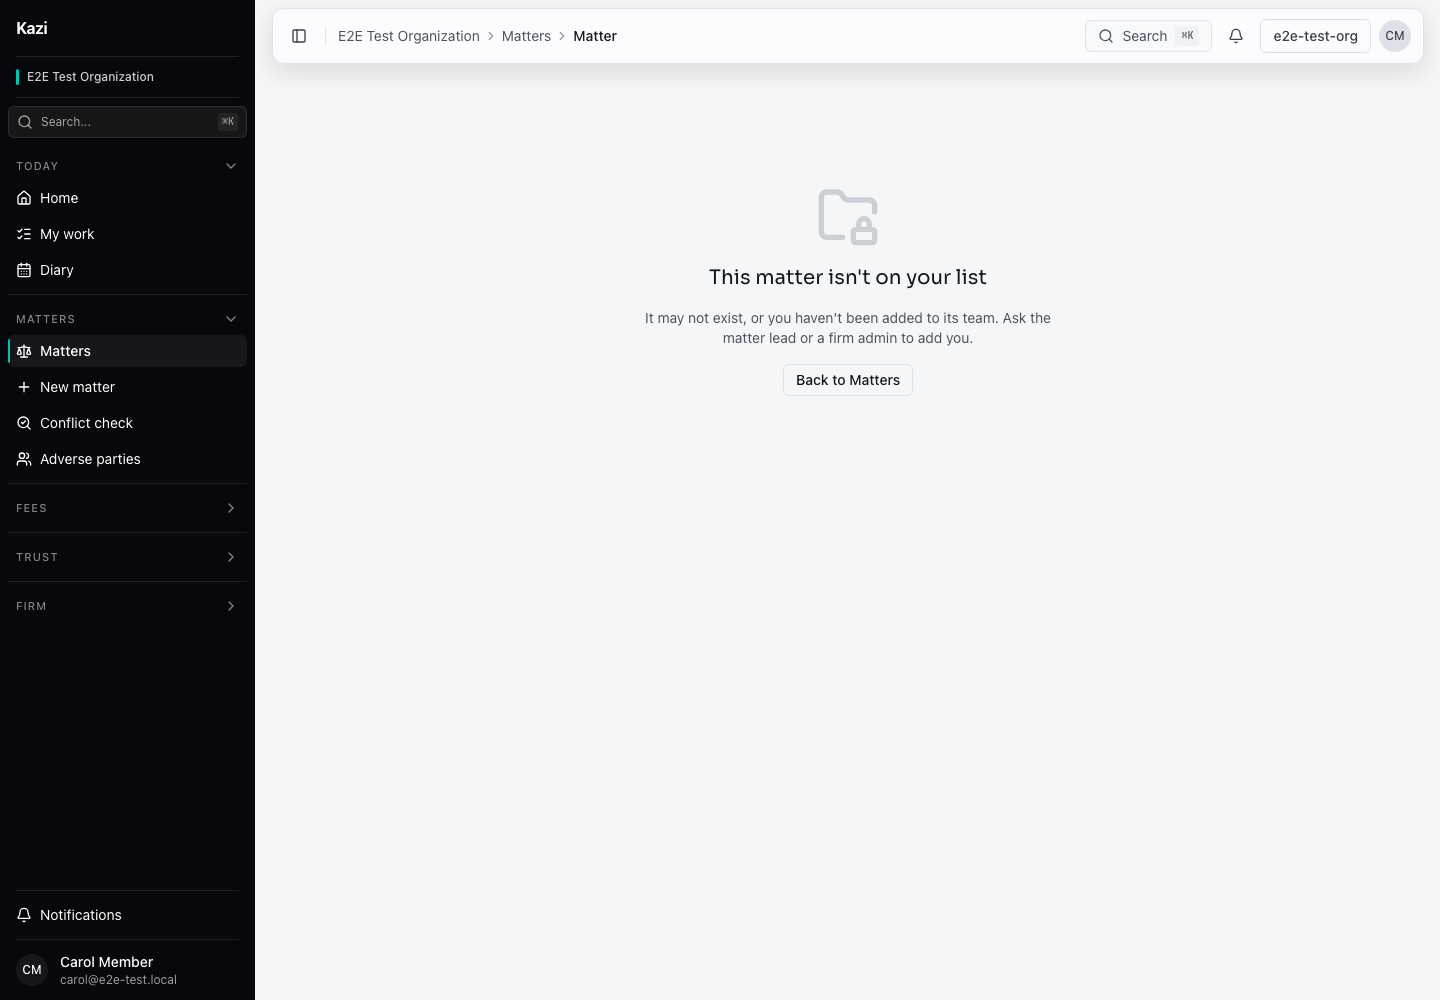 Kazi
E2E Test Organization
Search... ⌘K
TODAY
Home
My work
Diary
MATTERS
Matters
New matter
Conflict check
Adverse parties
FEES
TRUST
FIRM
Notifications
CM
Carol Member
carol@e2e-test.local
E2E Test Organization > Matters > Matter
Search ⌘K
e2e-test-org
CM
This matter isn't on your list
It may not exist, or you haven't been added to its team. Ask the
matter lead or a firm admin to add you.
Back to Matters